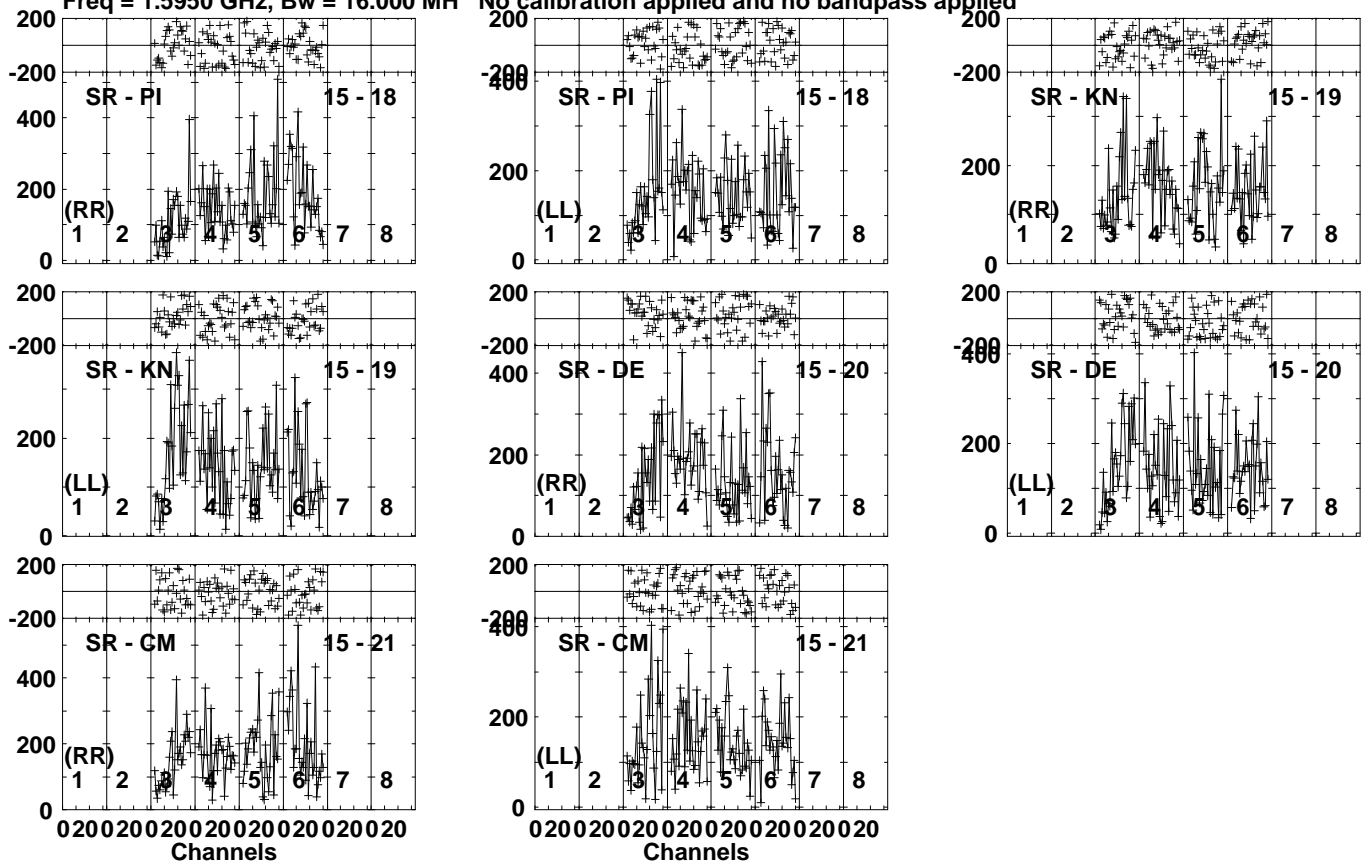 Freq = 1.5950 GHz, Bw = 16.000 MH   No calibration applied and no bandpass applied
200 200 200
-200 -200 -200
SR - PI 15 - 18 400 SR - PI 15 - 18 SR - KN 15 - 19
400
200 200 200
(RR) (LL) (RR)
1 2 3 4 5 6 7 8 1 2 3 4 5 6 7 8 1 2 3 4 5 6 7 8
0 0 0
200 200 200
-200 -200 -200
SR - KN 15 - 19 SR - DE 15 - 20 400 SR - DE 15 - 20
400
200 200 200
(LL) (RR) (LL)
1 2 3 4 5 6 7 8 1 2 3 4 5 6 7 8 1 2 3 4 5 6 7 8
0 0 0
200 200
-200 -200
SR - CM 15 - 21 400 SR - CM 15 - 21
400
200 200
(RR) (LL)
1 2 3 4 5 6 7 8 1 2 3 4 5 6 7 8
0 0
0 20 0 20 0 20 0 20 0 20 0 20 0 20 0 20 0 20 0 20 0 20 0 20 0 20 0 20 0 20 0 20
Channels Channels